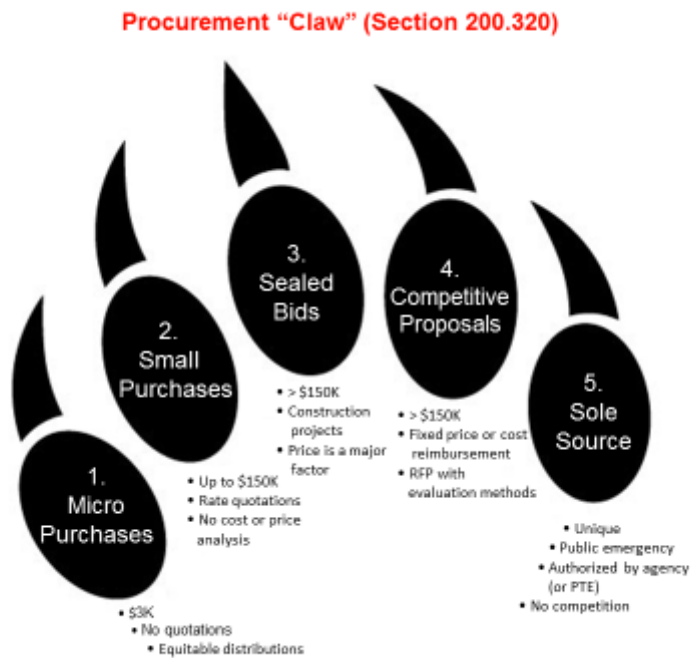 Procurement “Claw” (Section 200.320)
1.
Micro
Purchases
• $3K
• No quotations
• Equitable distributions
2.
Small
Purchases
• Up to $150K
• Rate quotations
• No cost or price
analysis
3.
Sealed
Bids
• > $150K
• Construction
projects
• Price is a major
factor
4.
Competitive
Proposals
• > $150K
• Fixed price or cost
reimbursement
• RFP with
evaluation methods
5.
Sole
Source
• Unique
• Public emergency
• Authorized by agency
(or PTE)
• No competition